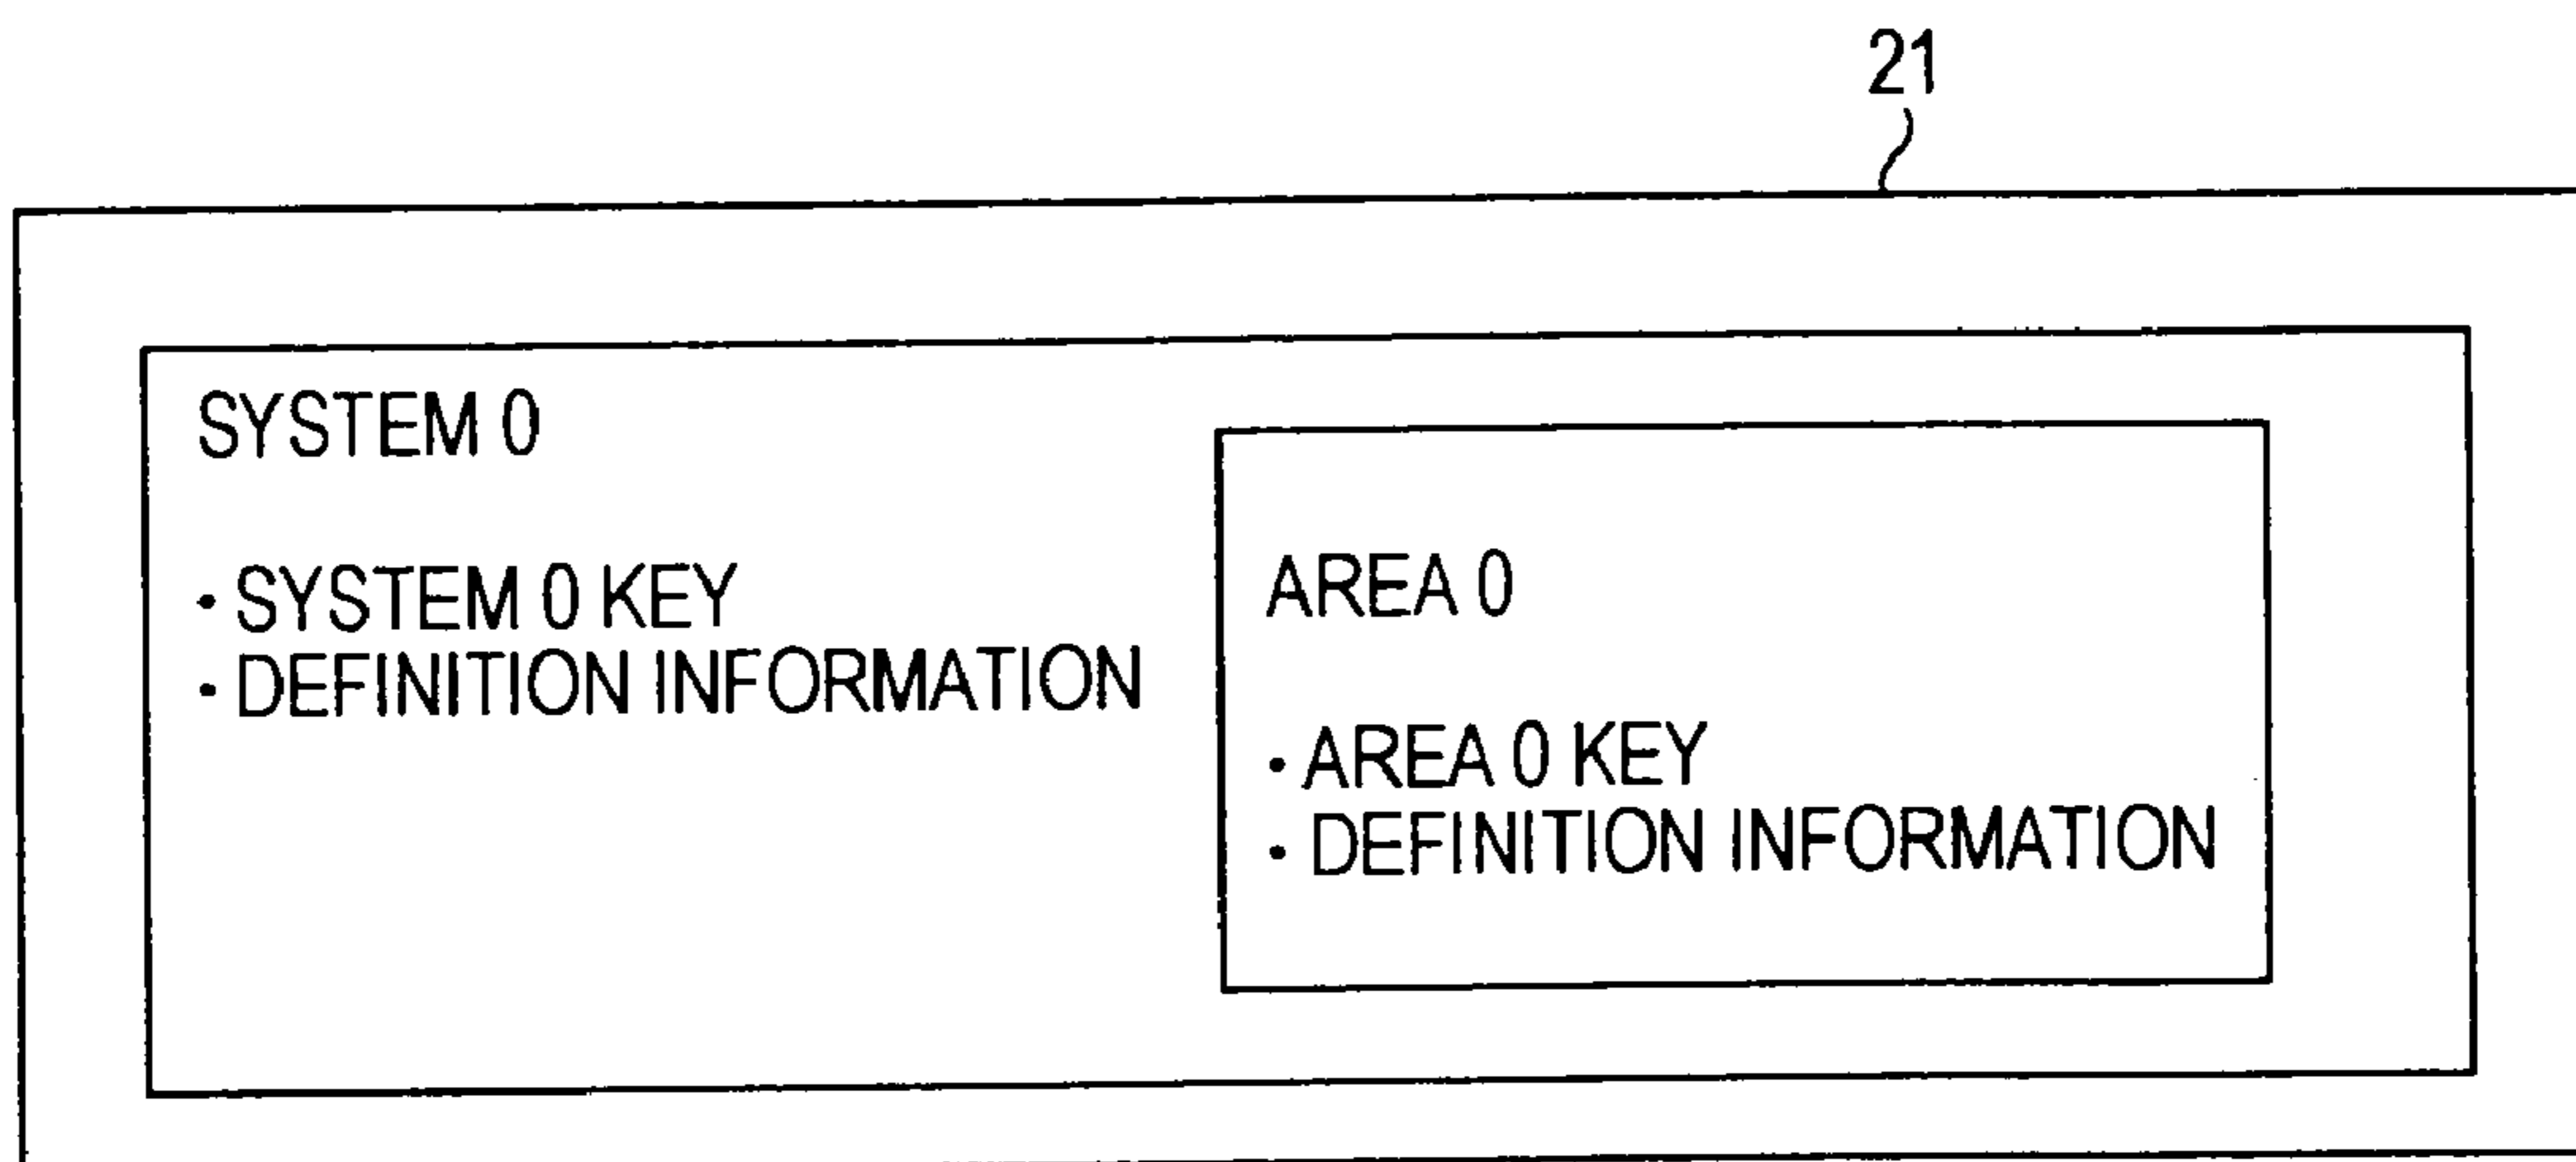 21
SYSTEM 0
· SYSTEM 0 KEY
· DEFINITION INFORMATION
AREA 0
· AREA 0 KEY
· DEFINITION INFORMATION